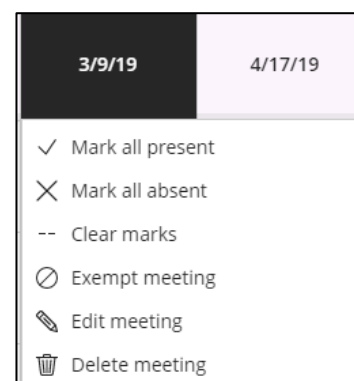 3/9/19 4/17/19
Mark all present
Mark all absent
-- Clear marks
Exempt meeting
Edit meeting
Delete meeting